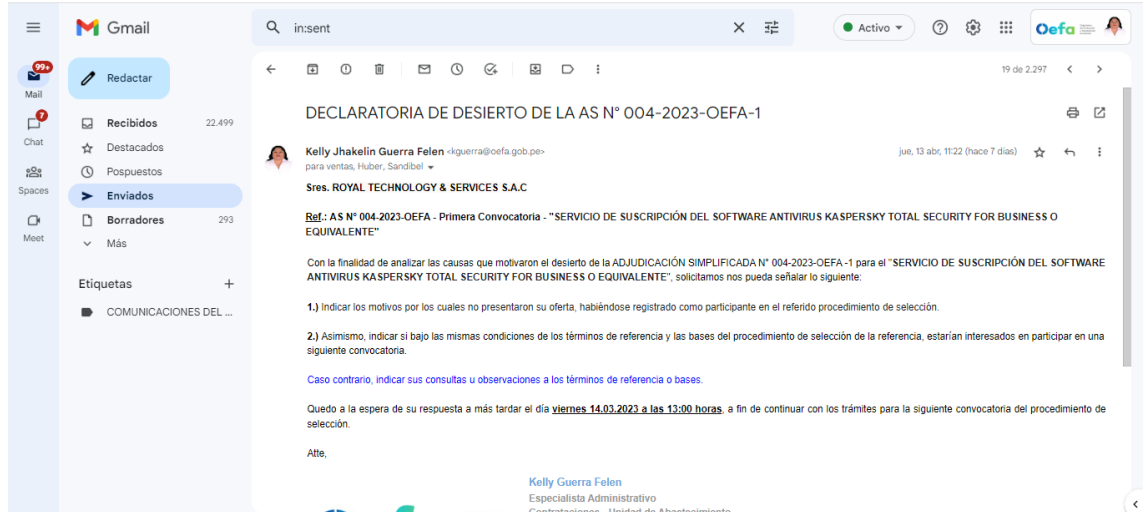 Gmail
in:sent
Activo
Oefa
99+
Mail
Redactar
19 de 2.297
7
Chat
Recibidos 22.499
Destacados
Pospuestos
Spaces
Enviados
Borradores 293
Meet
Más
Etiquetas
COMUNICACIONES DEL ...
DECLARATORIA DE DESIERTO DE LA AS N° 004-2023-OEFA-1
Kelly Jhakelin Guerra Felen <kguerra@oefa.gob.pe> jue, 13 abr, 11:22 (hace 7 días)
para ventas, Huber, Sandibel
Sres. ROYAL TECHNOLOGY & SERVICES S.A.C
Ref.: AS N° 004-2023-OEFA - Primera Convocatoria - "SERVICIO DE SUSCRIPCIÓN DEL SOFTWARE ANTIVIRUS KASPERSKY TOTAL SECURITY FOR BUSINESS O
EQUIVALENTE"
Con la finalidad de analizar las causas que motivaron el desierto de la ADJUDICACIÓN SIMPLIFICADA N° 004-2023-OEFA -1 para el "SERVICIO DE SUSCRIPCIÓN DEL SOFTWARE
ANTIVIRUS KASPERSKY TOTAL SECURITY FOR BUSINESS O EQUIVALENTE", solicitamos nos pueda señalar lo siguiente:
1.) Indicar los motivos por los cuales no presentaron su oferta, habiéndose registrado como participante en el referido procedimiento de selección.
2.) Asimismo, indicar si bajo las mismas condiciones de los términos de referencia y las bases del procedimiento de selección de la referencia, estarían interesados en participar en una
siguiente convocatoria.
Caso contrario, indicar sus consultas u observaciones a los términos de referencia o bases.
Quedo a la espera de su respuesta a más tardar el día viernes 14.03.2023 a las 13:00 horas, a fin de continuar con los trámites para la siguiente convocatoria del procedimiento de
selección.
Atte,
Kelly Guerra Felen
Especialista Administrativo
Contrataciones - Unidad de Abastecimiento